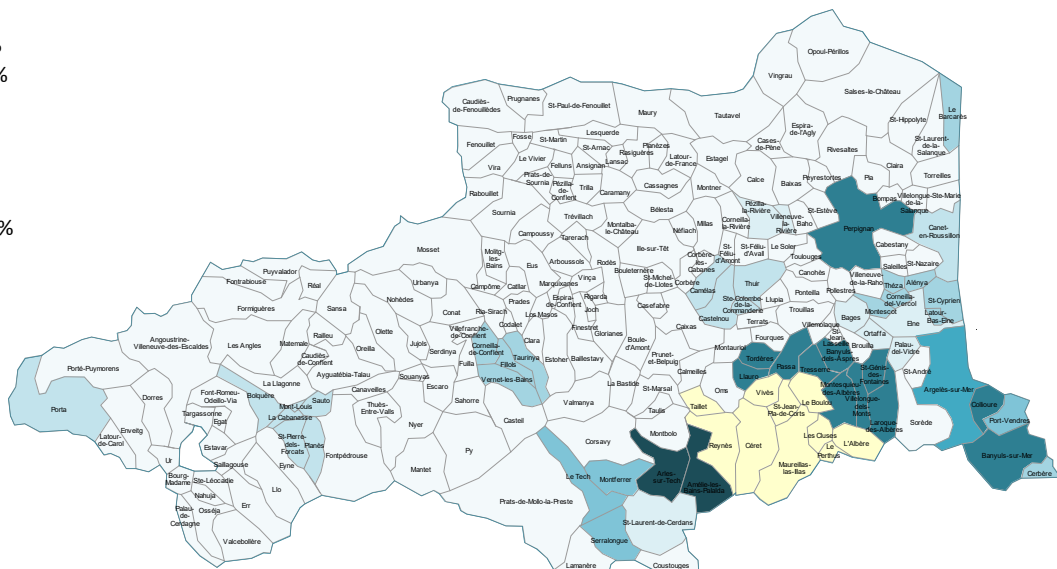 %
%
Opoul-Périllos
Vingrau
Salses-le-Château
Le
Barcarès
St-Hippolyte
St-Laurent-
de-la-
Salanque
Caudiès-
de-Fenouillèdes
Prugnanes
St-Paul-de-Fenouillet
Maury
Tautavel
Espira-
de-l'Agly
Cases-
de-Pène
Rivesaltes
Claira
Torreilles
Pia
Fenouillet
Fosse
St-Martin
Lesquerde
St-Arnac
Lansac
Rasiguères
Planèzes
Latour-
de-France
Estagel
Calce
Baixas
Peyrestortes
Vira
Le Vivier
Prats-de-
Sournia
Felluns
Ansignan
Pézilla-
de-
Conflent
Trilla
Caramany
Cassagnes
Montner
Rabouillet
Sournia
Trévillach
Campoussy
Tarerach
Montalba-
le-Château
Bélesta
Néfiach
Millas
Corneilla-
la-Rivière
Pézilla-
la-Rivière
Villeneuve-
la-
Rivière
Baho
St-Estève
Perpignan
Bompas
Villelongue-
de-la-
Salanque
Ste-Marie
Canet-
en-Roussillon
Cabestany
Saleilles
St-Nazaire
Mosset
Molitg-
les-
Bains
Campôme
Catllar
Eus
Arboussols
Marquixanes
Vinça
Rodès
Ille-sur-Têt
Bouleternère
St-Michel-
de-Llotes
Corbère-
les-
Cabanes
Corbère
St-
Féliu-
d'Amont
St-Féliu-
d'Avall
Le Soler
Toulouges
Canohès
Thuir
Camélas
Castelnou
Ste-Colombe-
de-la-
Commanderie
Llupia
Terrats
Ponteilla
Trouillas
Pollestres
Villeneuve-
de-la-Raho
Théza
Alénya
Corneilla-
del-Vercol
Montescot
St-Cyprien
Latour-
Bas-Elne
Elne
Bages
Ortaffa
Brouilla
Palau-
del-Vidre
St-André
Argelès-sur-Mer
Sorède
Collioure
Port-Vendres
Banyuls-sur-Mer
Cerbère
Puyvalador
Fontrabiouse
Réal
Formiguères
Sansa
Nohèdes
Urbanya
Conat
Ria-Sirach
Prades
Codalet
Los Masos
Espira-
de-Conflent
Rigarda
Joch
Finestret
Glorianes
Casefabre
Boule-
d'Amont
Caixas
Prunet-
et-Belpuig
Fourques
Montauriol
Calmeilles
Oms
Tordères
Llauro
Passa
Tresserre
Villemolaque
St-
Jean-
Lasseille
Banyuls-
dels-Aspres
St-Génis-
des-
Fontaines
Montesquieu-
des-Albères
Villelongue-
dels-
Monts
Laroque-
des-Albères
Le Boulou
Vivès
St-Jean-
Pla-de-Corts
Taillet
Reynès
Céret
Maureillas-
las-Illas
Les Cluses
Le
Perthus
L'Albère
Angoustrine-
Villeneuve-des-Escaldes
Les Angles
Matemale
Railleu
Caudiès-
de-Conflent
Ayguatébia-Talau
Oreilla
Olette
Jujols
Serdinya
Villefranche-
de-Conflent
Corneilla-
de-Conflent
Fuilla
Fillols
Taurinya
Clara
Vernet-les-Bains
Estoher
Ballestavy
Valmanya
La Bastide
St-Marsal
Taulis
Montbolo
Corsavy
Arles-
sur-Tech
Amélie-les-
Bains-Palalda
Montferrer
Le Tech
Serralongue
St-Laurent-de-Cerdans
Prats-de-Mollo-la-Preste
Lamanère
Coustouges
Porté-Puymorens
Porta
Latour-
de-Carol
Enveitg
Dorres
Ur
Font-Romeu-
Odeillo-Via
Targassonne
Egat
Estavar
Bolquère
La Llagonne
Mont-Louis
La Cabanasse
Sauto
St-Pierre-
dels-
Forcats
Planès
Fontpédrouse
Canaveilles
Thuès-
Entre-Valls
Souanyas
Escaro
Sahorre
Nyer
Mantet
Py
Casteil
Eyne
Llo
Saillagouse
Ste-Léocadie
Bourg-
Madame
Nahuja
Osséja
Err
Palau-
de-
Cerdagne
Valcebollère